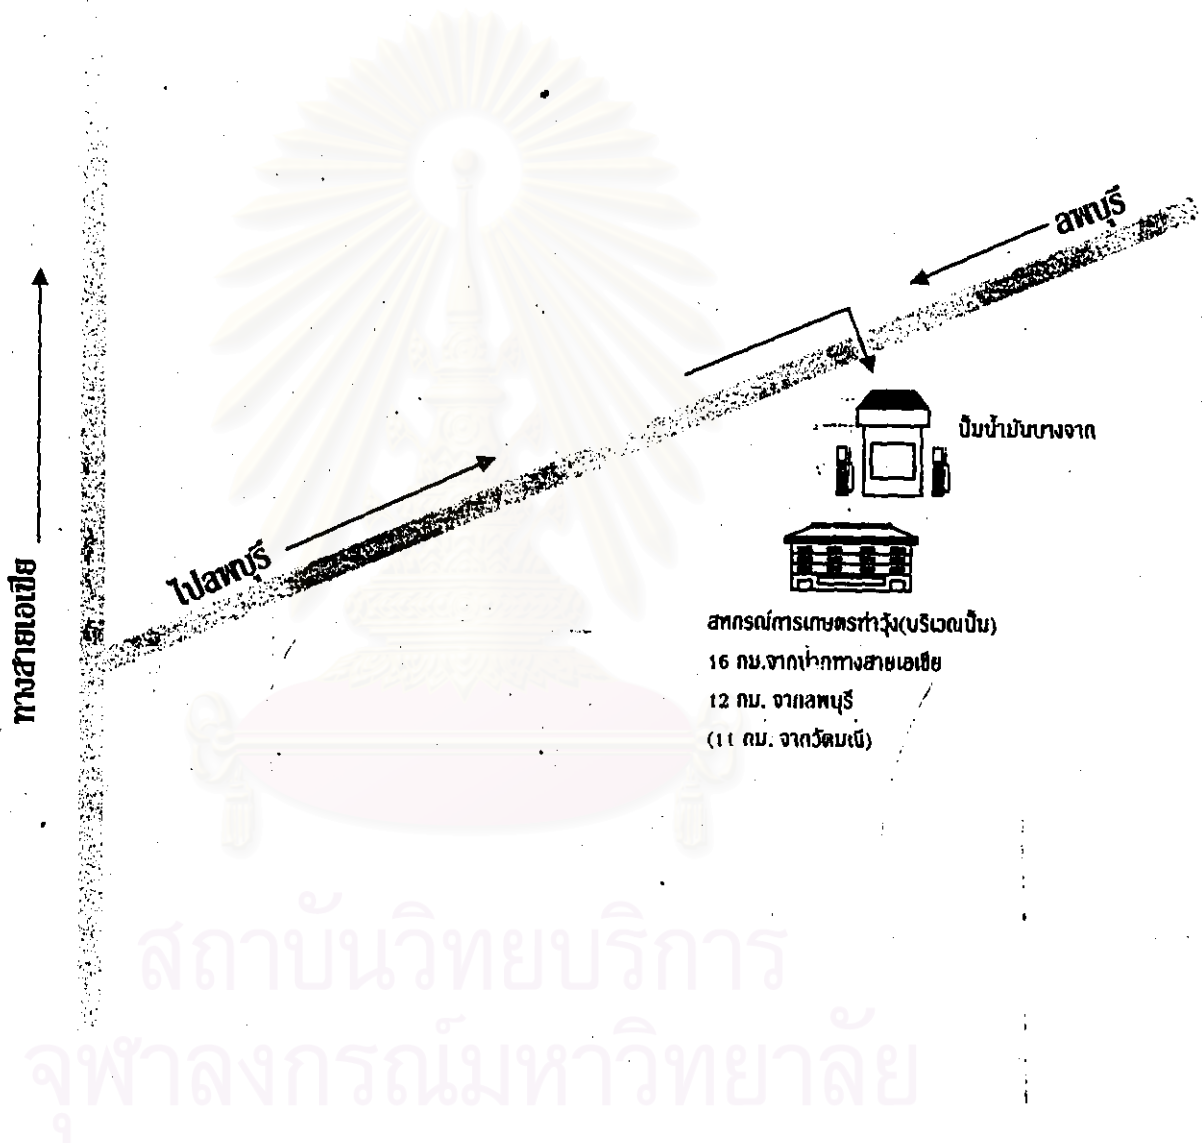 ลพบุรี
ปั๊มน้ำมันบางจาก
ทางสายเอเชีย
ไปลพบุรี
สหกรณ์การเกษตรท่าวุ้ง(บริเวณปั๊ม)
16 กม.จากปากทางสายเอเชีย
12 กม. จากลพบุรี
(11 กม. จากวัดมณี)
สถาบันวิทยบริการ
จุฬาลงกรณ์มหาวิทยาลัย